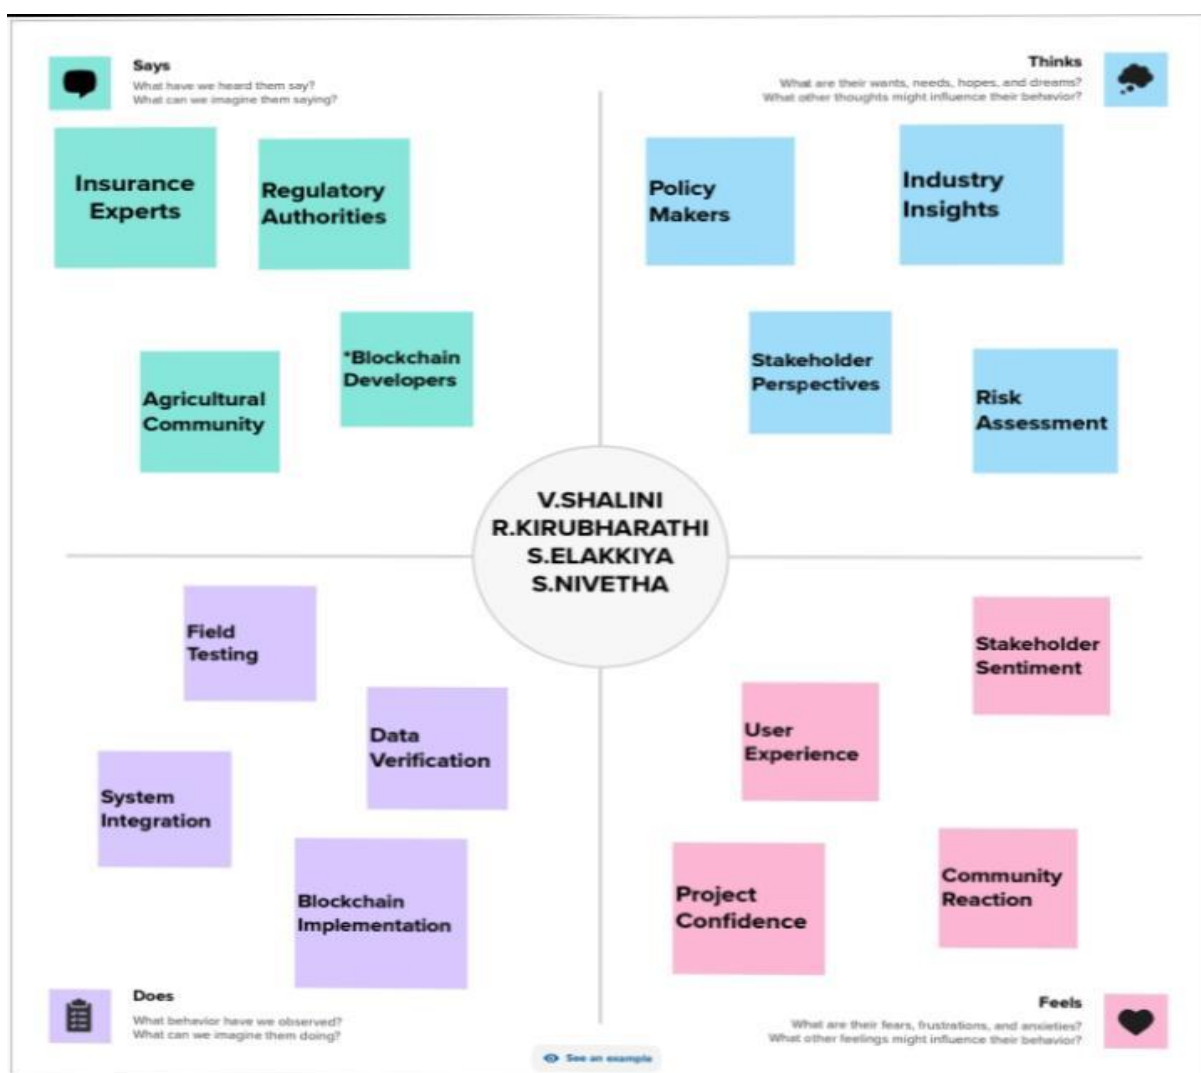 Says
What have we heard them say?
What can we imagine them saying?
Insurance
Experts
Regulatory
Authorities
Agricultural
Community
*Blockchain
Developers
Thinks
What are their wants, needs, hopes, and dreams?
What other thoughts might influence their behavior?
Policy
Makers
Industry
Insights
Stakeholder
Perspectives
Risk
Assessment
V.SHALINI
R.KIRUBHARATHI
S.ELAKKIYA
S.NIVETHA
Field
Testing
Data
Verification
System
Integration
Blockchain
Implementation
Does
What behavior have we observed?
What can we imagine them doing?
Stakeholder
Sentiment
User
Experience
Project
Confidence
Community
Reaction
Feels
What are their fears, frustrations, and anxieties?
What other feelings might influence their behavior?
See an example